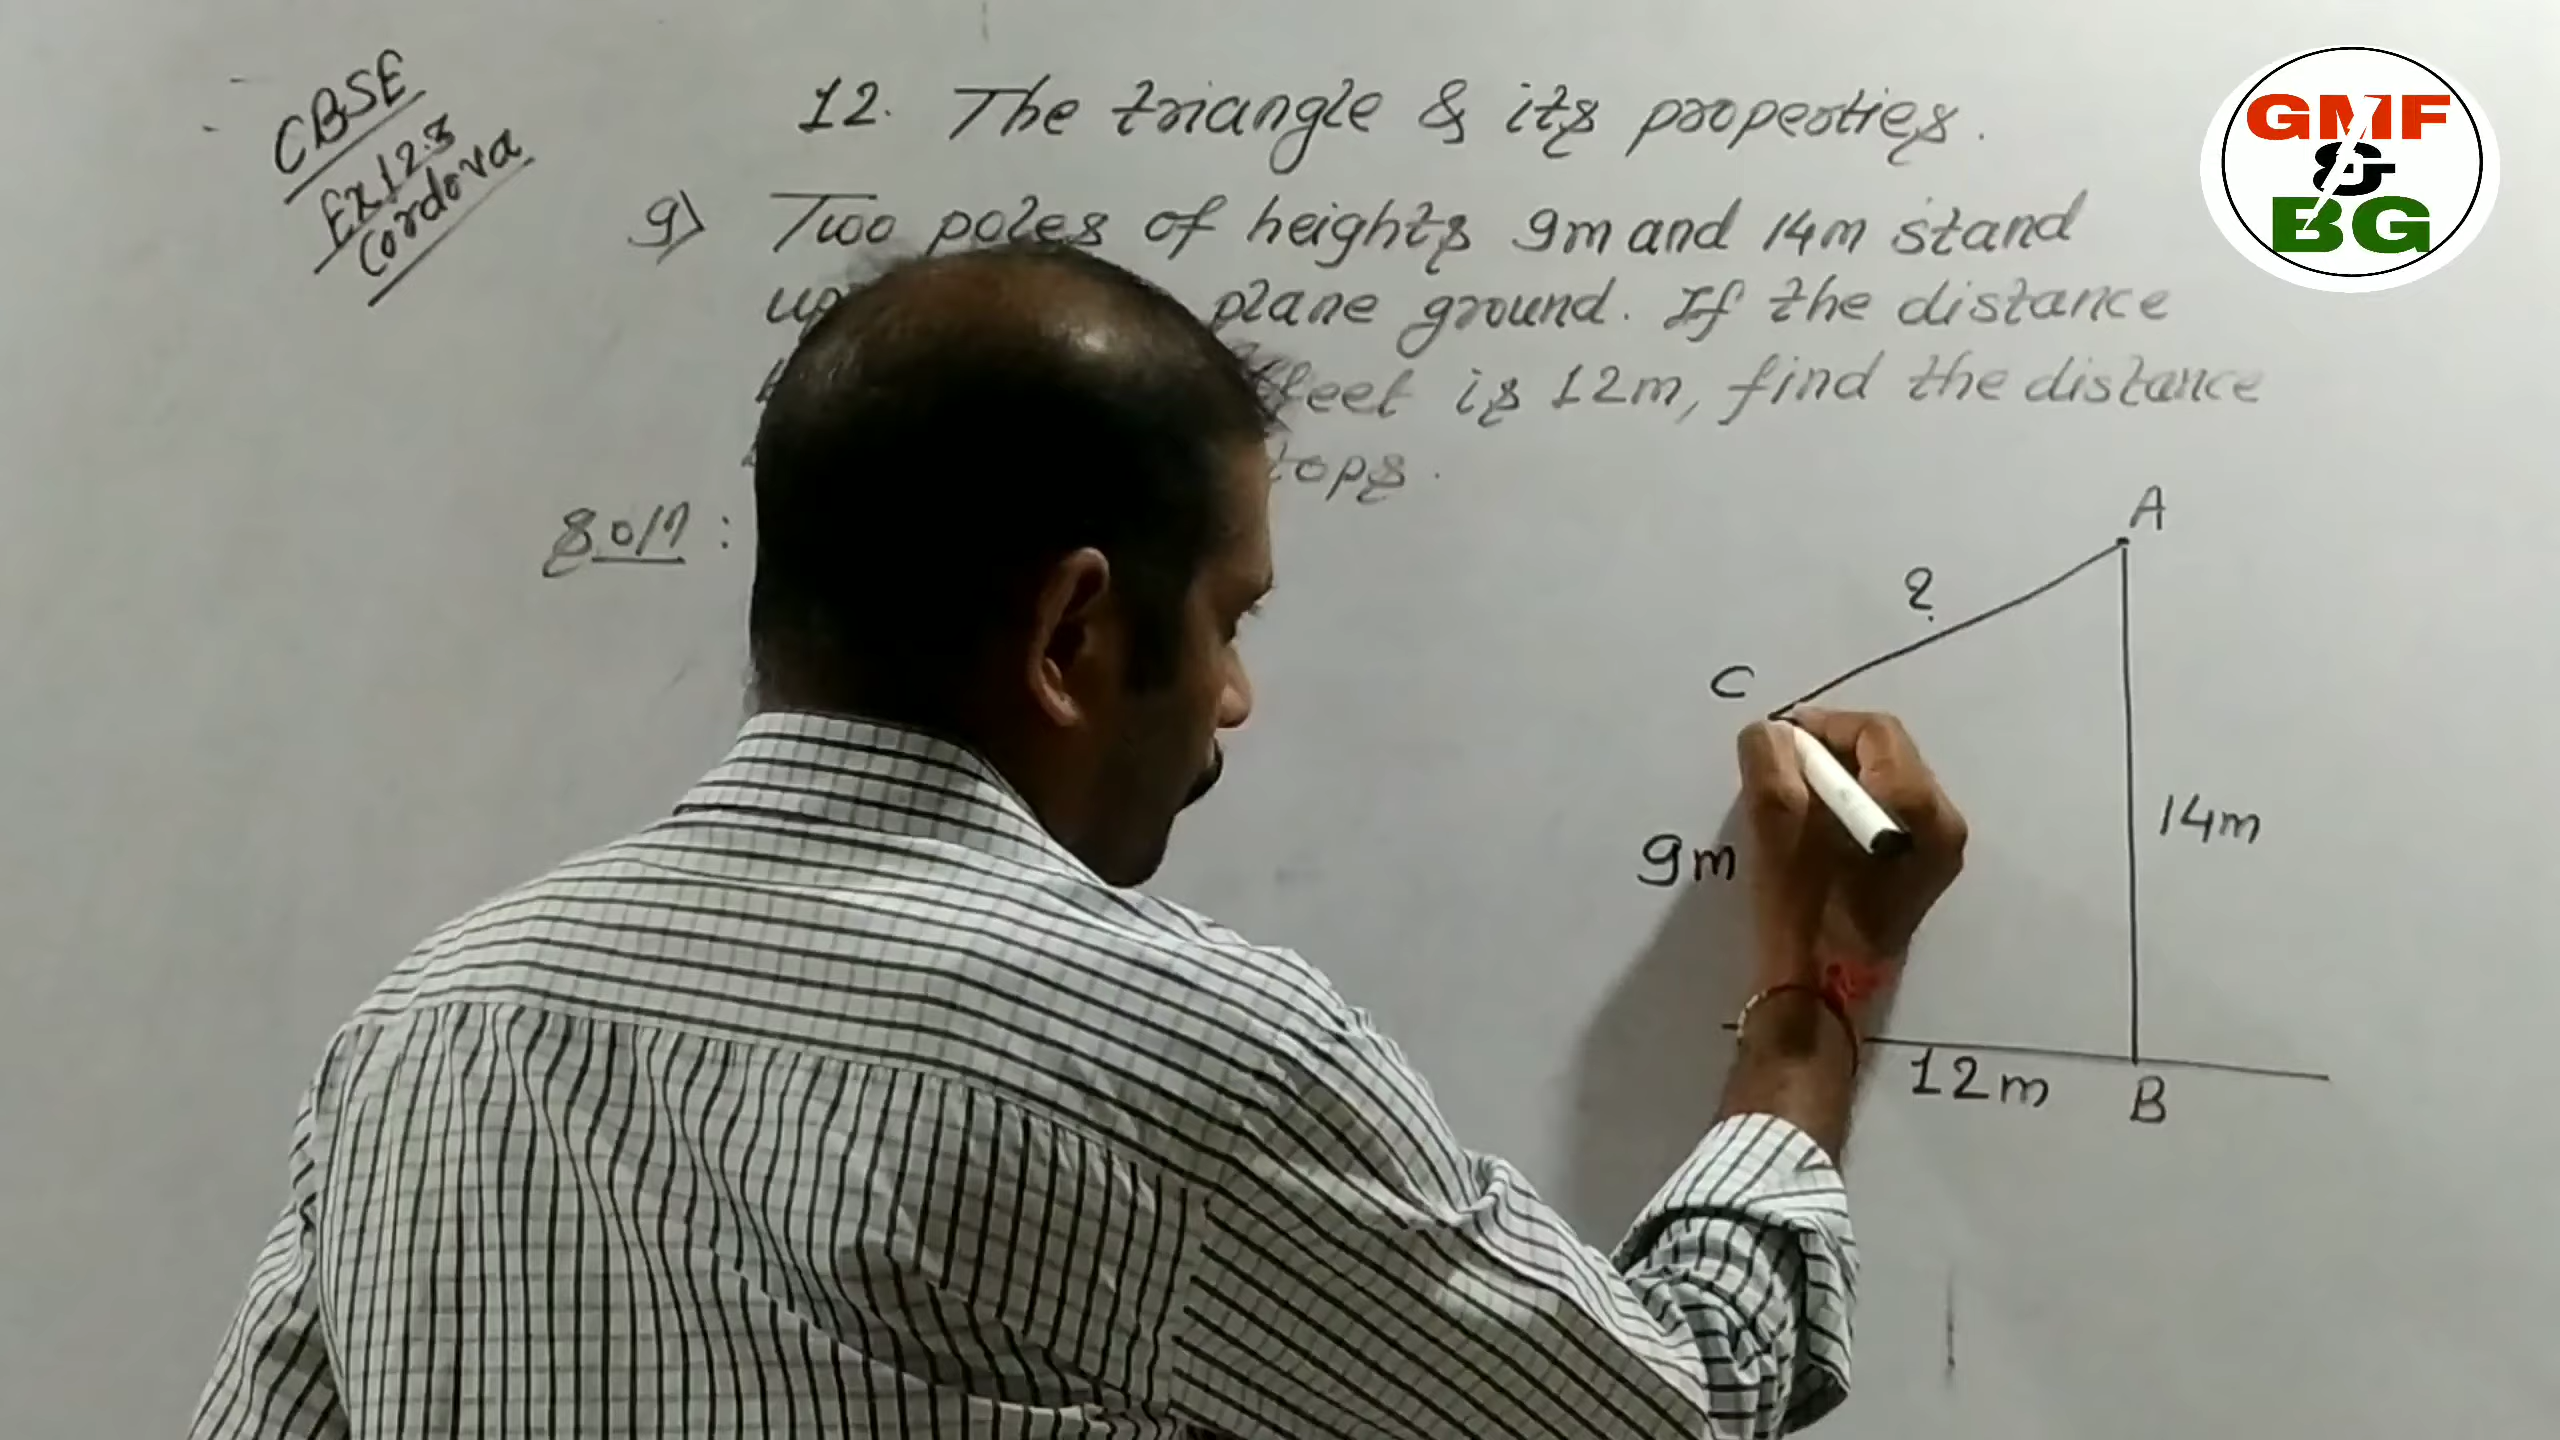 CBSE
Ex 12.3
Cordova
12. The triangle & its properties.
9) Two poles of heights 9m and 14m stand
plane ground. If the distance
feet is 12m, find the distance
tops.
Soln :
A
?
C
14m
9m
12m
B
GMF
&
BG